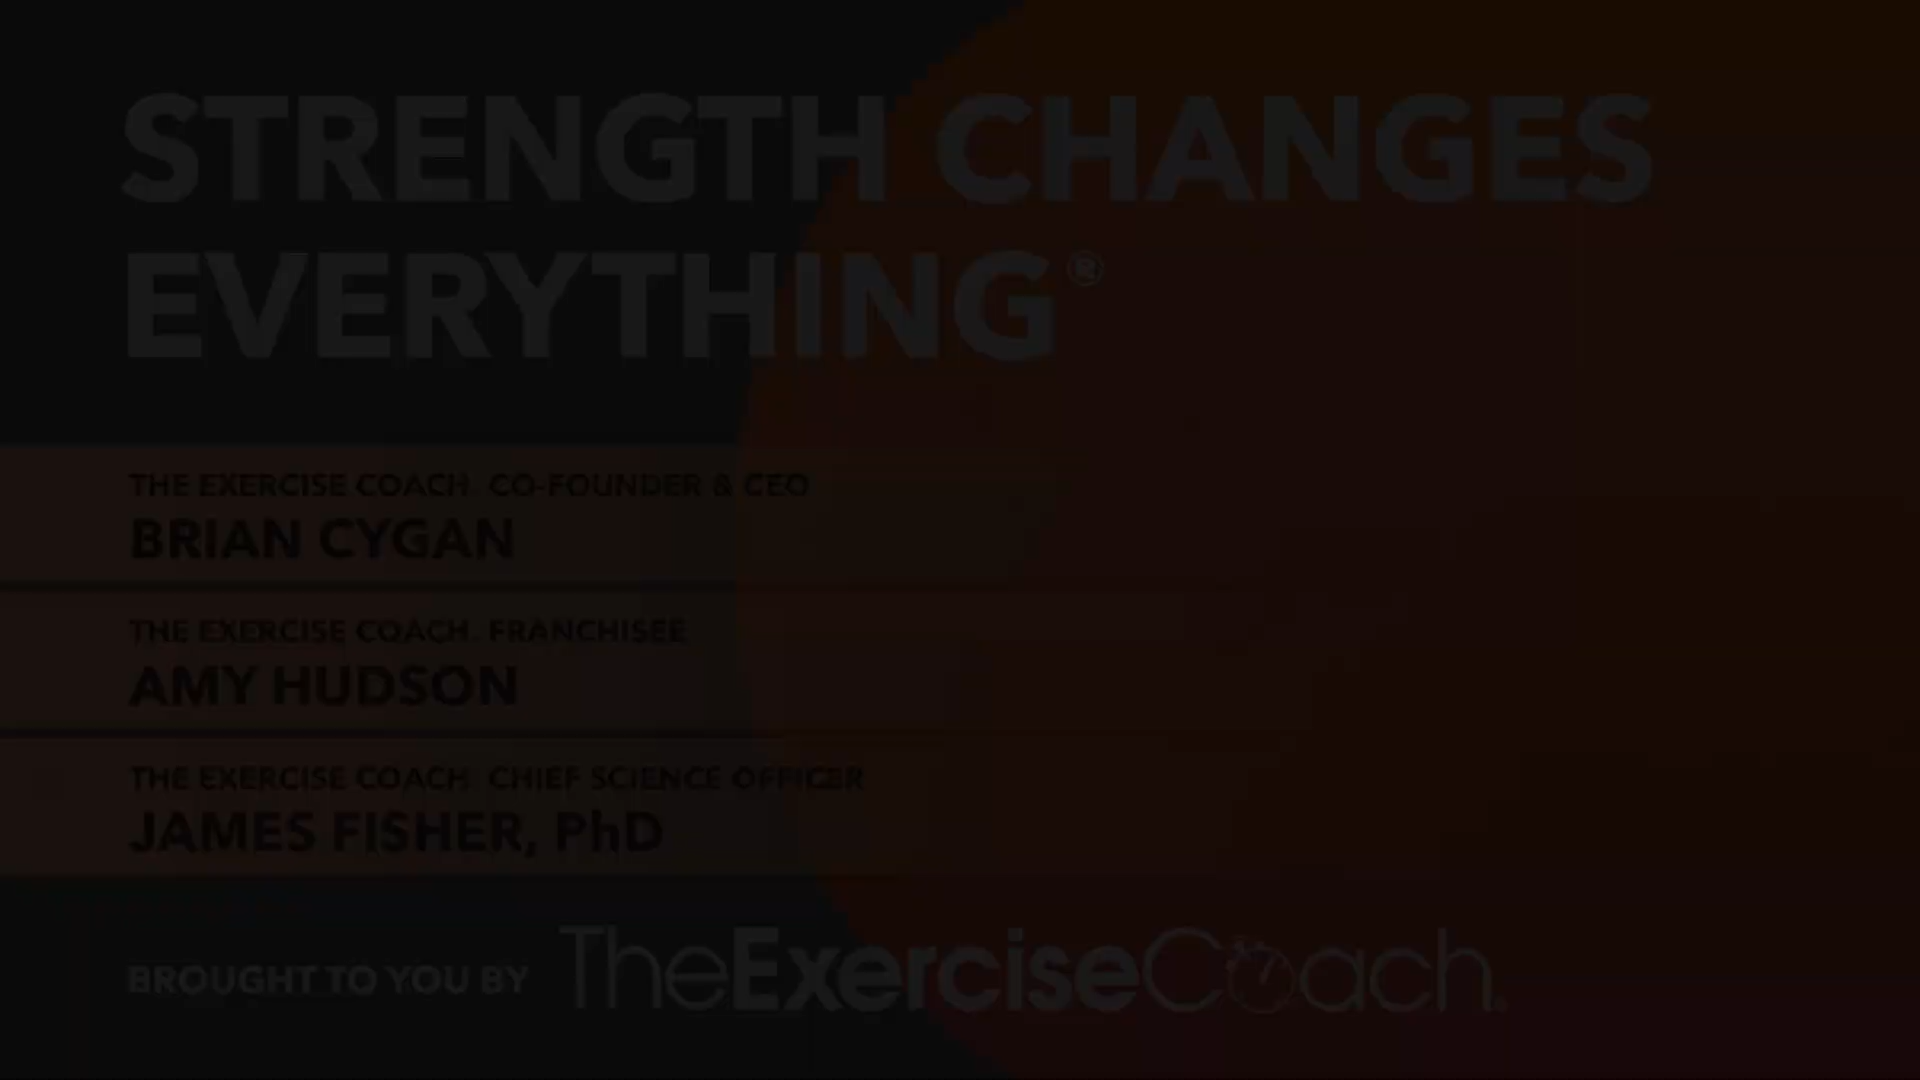 STRENGTH CHANGES
EVERYTHING®
THE EXERCISE COACH. CO-FOUNDER & CEO
BRIAN CYGAN
THE EXERCISE COACH. FRANCHISEE
AMY HUDSON
THE EXERCISE COACH. CHIEF SCIENCE OFFICER
JAMES FISHER, PhD
BROUGHT TO YOU BY TheExerciseCoach.